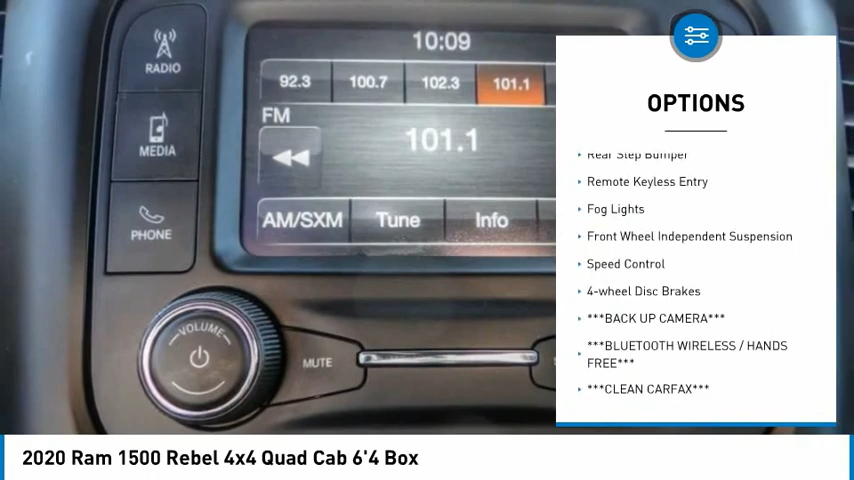 10:09
92.3 100.7 102.3 101.1
FM
101.1
AM/SXM Tune Info
RADIO
MEDIA
PHONE
VOLUME
MUTE
OPTIONS
Rear Step Bumper
Remote Keyless Entry
Fog Lights
Front Wheel Independent Suspension
Speed Control
4-wheel Disc Brakes
***BACK UP CAMERA***
***BLUETOOTH WIRELESS / HANDS
FREE***
***CLEAN CARFAX***
2020 Ram 1500 Rebel 4x4 Quad Cab 6'4 Box